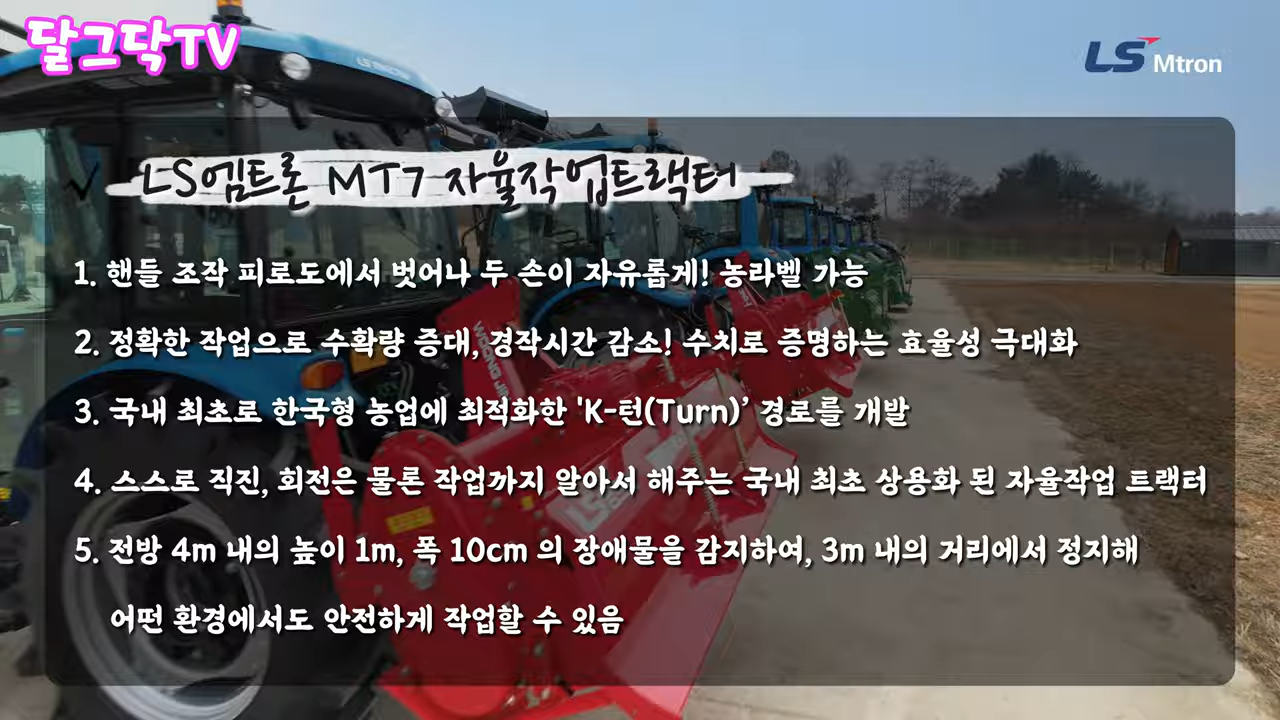 달그닥TV
LS Mtron
LS엠트론 MT7 자율작업트랙터
1. 핸들 조작 피로도에서 벗어나 두 손이 자유롭게! 농라벨 가능
2. 정확한 작업으로 수확량 증대, 경작시간 감소! 수치로 증명하는 효율성 극대화
3. 국내 최초로 한국형 농업에 최적화한 'K-턴(Turn)’ 경로를 개발
4. 스스로 직진, 회전은 물론 작업까지 알아서 해주는 국내 최초 상용화 된 자율작업 트랙터
5. 전방 4m 내의 높이 1m, 폭 10cm 의 장애물을 감지하여, 3m 내의 거리에서 정지해
어떤 환경에서도 안전하게 작업할 수 있음